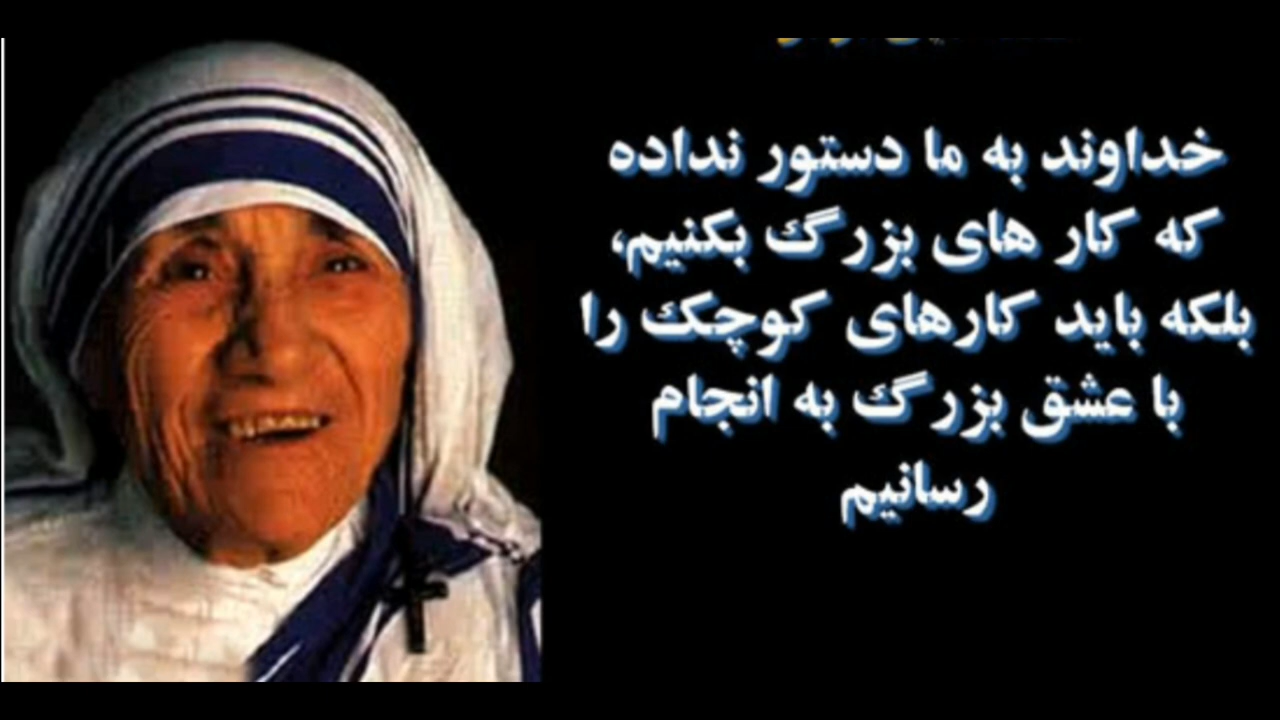 خداوند به ما دستور نداده
که کار های بزرگ بکنیم،
بلکه باید کارهای کوچک را
با عشق بزرگ به انجام
رسانیم